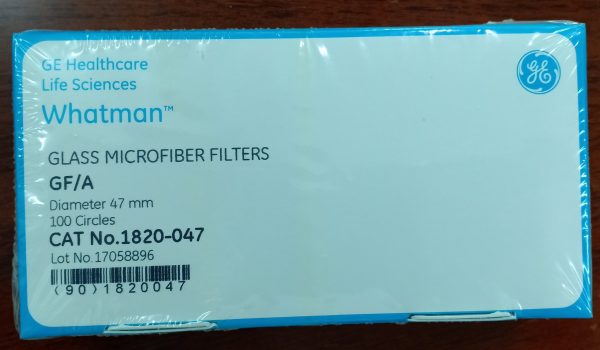 GE Healthcare
Life Sciences
Whatman™
GE
GLASS MICROFIBER FILTERS
GF/A
Diameter 47 mm
100 Circles
CAT No.1820-047
Lot No.17058896
(90)1820047